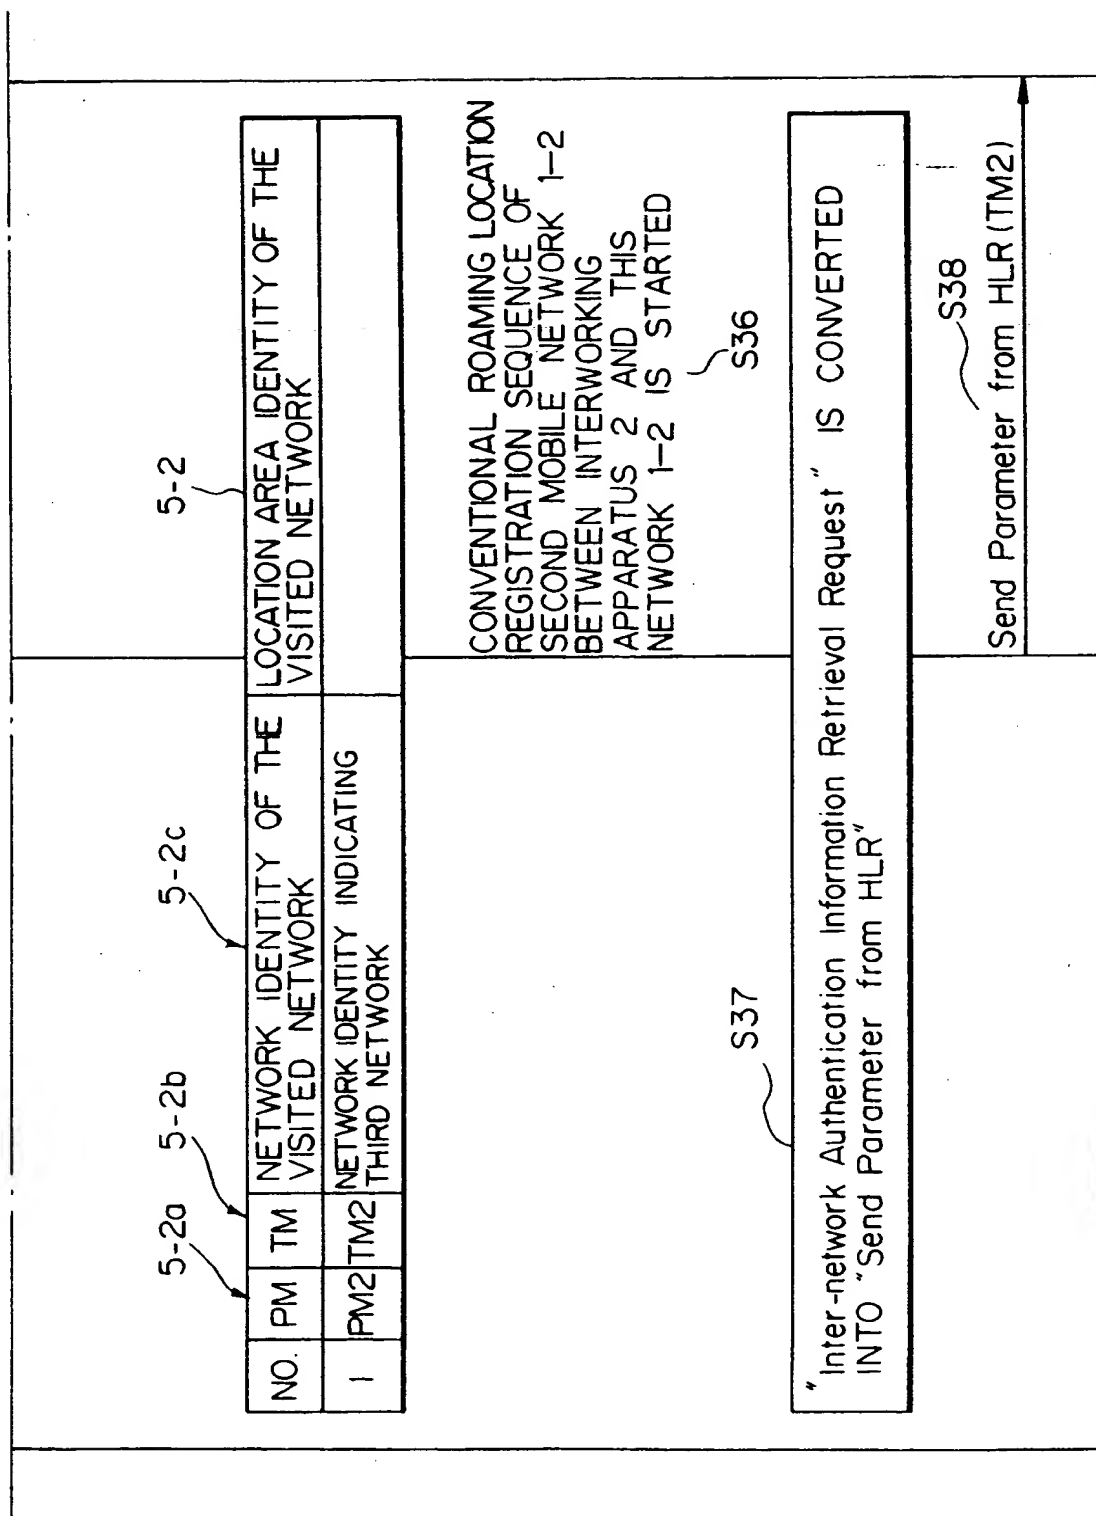 5-2a
5-2b
5-2c
5-2
NO. PM TM NETWORK IDENTITY OF THE LOCATION AREA IDENTITY OF THE
VISITED NETWORK VISITED NETWORK
1 PM2 TM2 NETWORK IDENTITY INDICATING
THIRD NETWORK
CONVENTIONAL ROAMING LOCATION
REGISTRATION SEQUENCE OF
SECOND MOBILE NETWORK 1-2
BETWEEN INTERWORKING
APPARATUS 2 AND THIS
NETWORK 1-2 IS STARTED
S36
S37
"Inter-network Authentication Information Retrieval Request" IS CONVERTED
INTO "Send Parameter from HLR"
S38
Send Parameter from HLR(TM2)